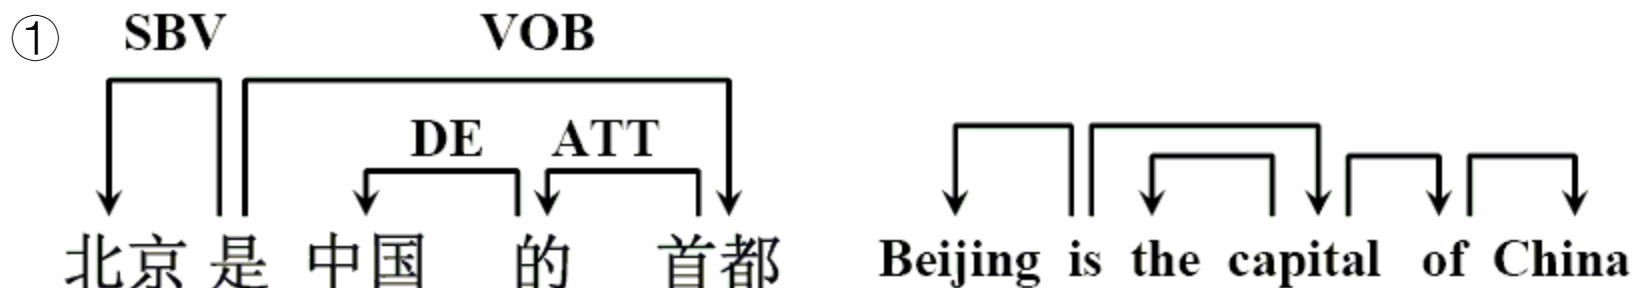 ① SBV VOB
DE ATT
北京 是 中国 的 首都
Beijing is the capital of China